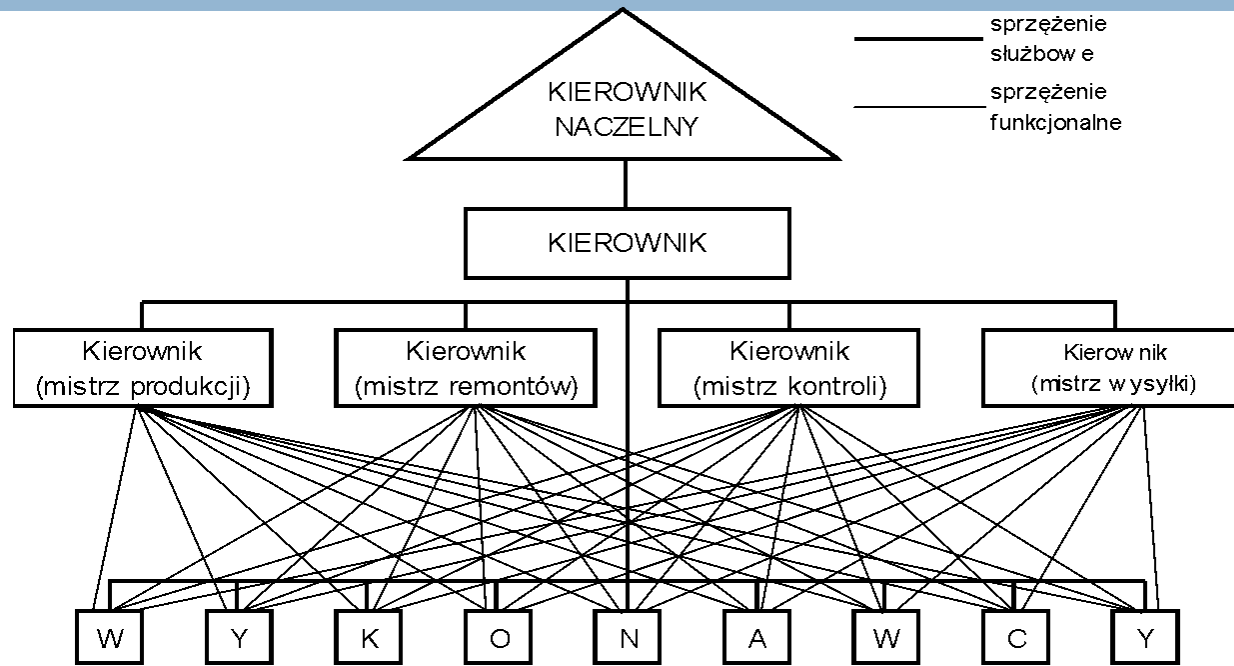 sprzężenie
służbow e
sprzężenie
funkcjonalne
KIEROWNIK
NACZELNY
KIEROWNIK
Kierownik
(mistrz produkcji)
Kierownik
(mistrz remontów)
Kierownik
(mistrz kontroli)
Kierow nik
(mistrz w ysyłki)
W Y K O N A W C Y